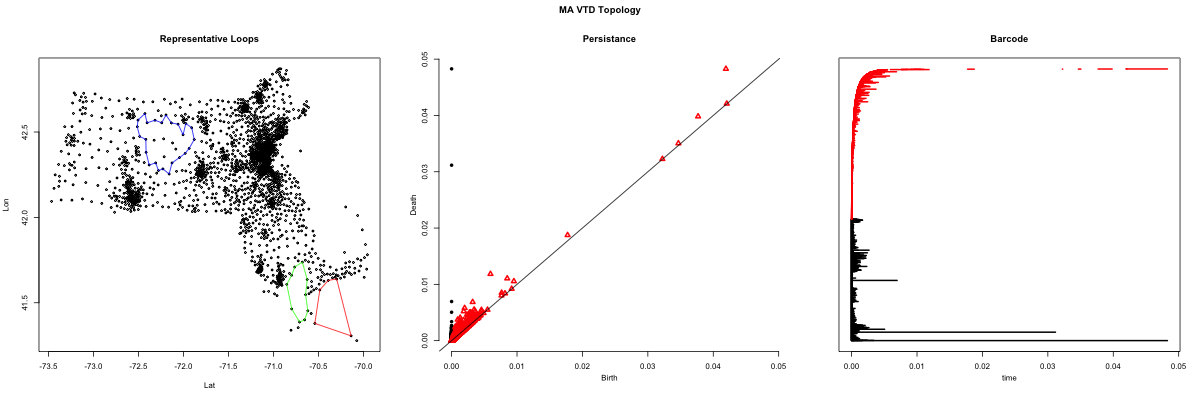 MA VTD Topology
Representative Loops
Persistance
Barcode
Lon
42.5
42.0
41.5
-73.5 -73.0 -72.5 -72.0 -71.5 -71.0 -70.5 -70.0
Lat
Death
0.05
0.04
0.03
0.02
0.01
0.00
0.00 0.01 0.02 0.03 0.04 0.05
Birth
0.00 0.01 0.02 0.03 0.04 0.05
time